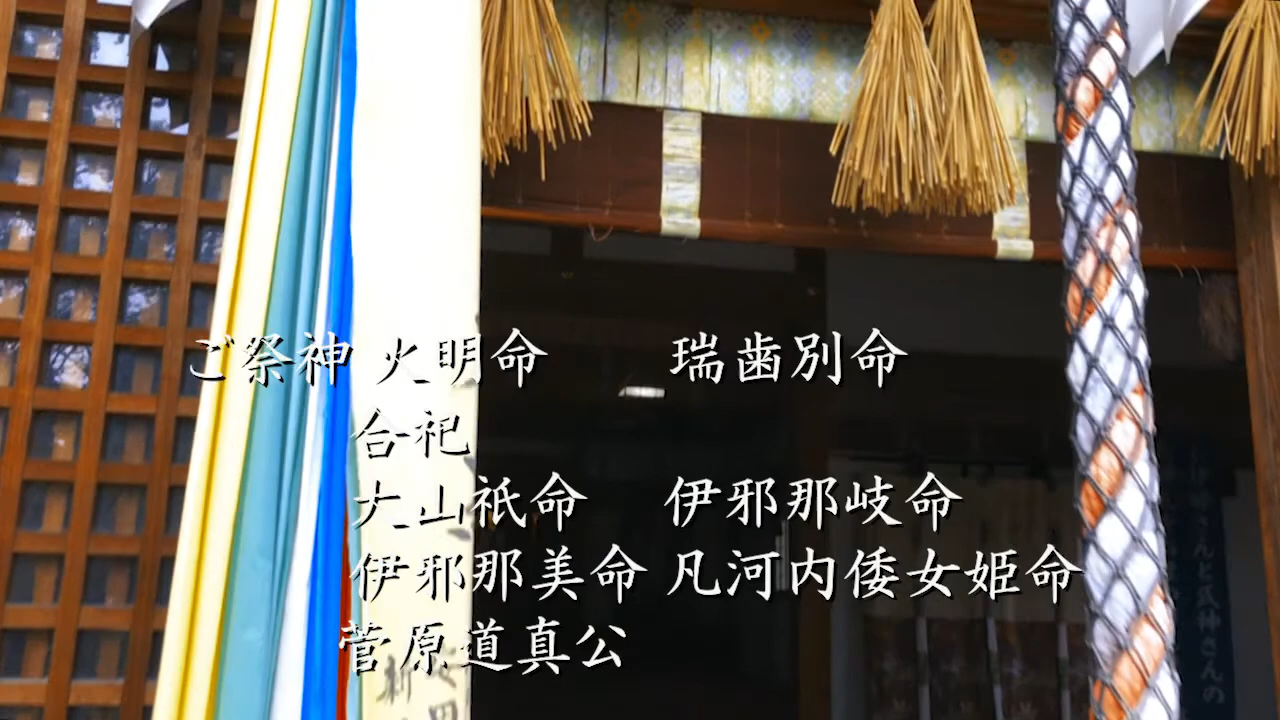 ご祭神 火明命 瑞歯別命
合祀
大山祇命 伊邪那岐命
伊邪那美命 凡河内倭女姫命
菅原道真公